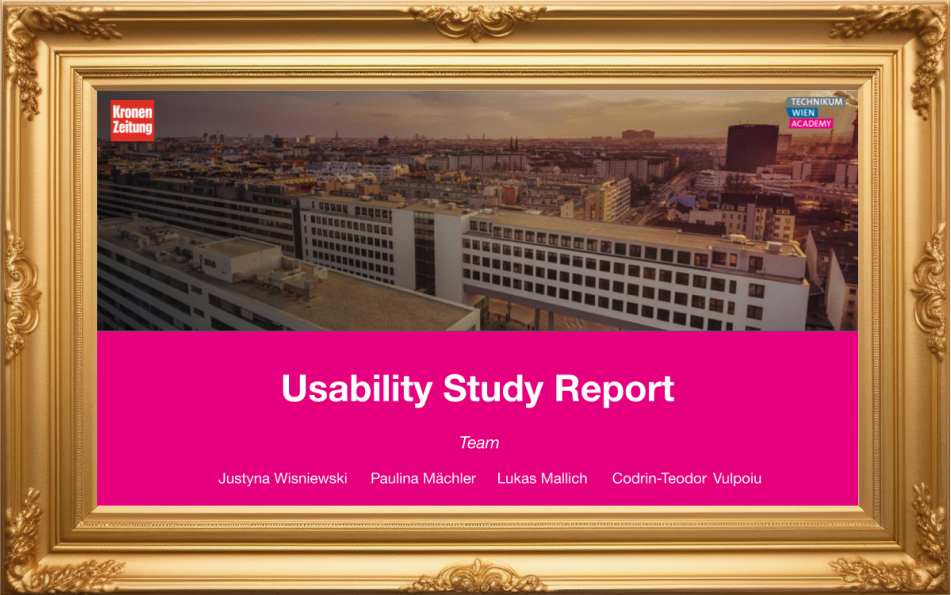 Kronen
Zeitung
TECHNIKUM
WIEN
ACADEMY
Usability Study Report
Team
Justyna Wisniewski Paulina Mächler Lukas Mallich Codrin-Teodor Vulpoiu